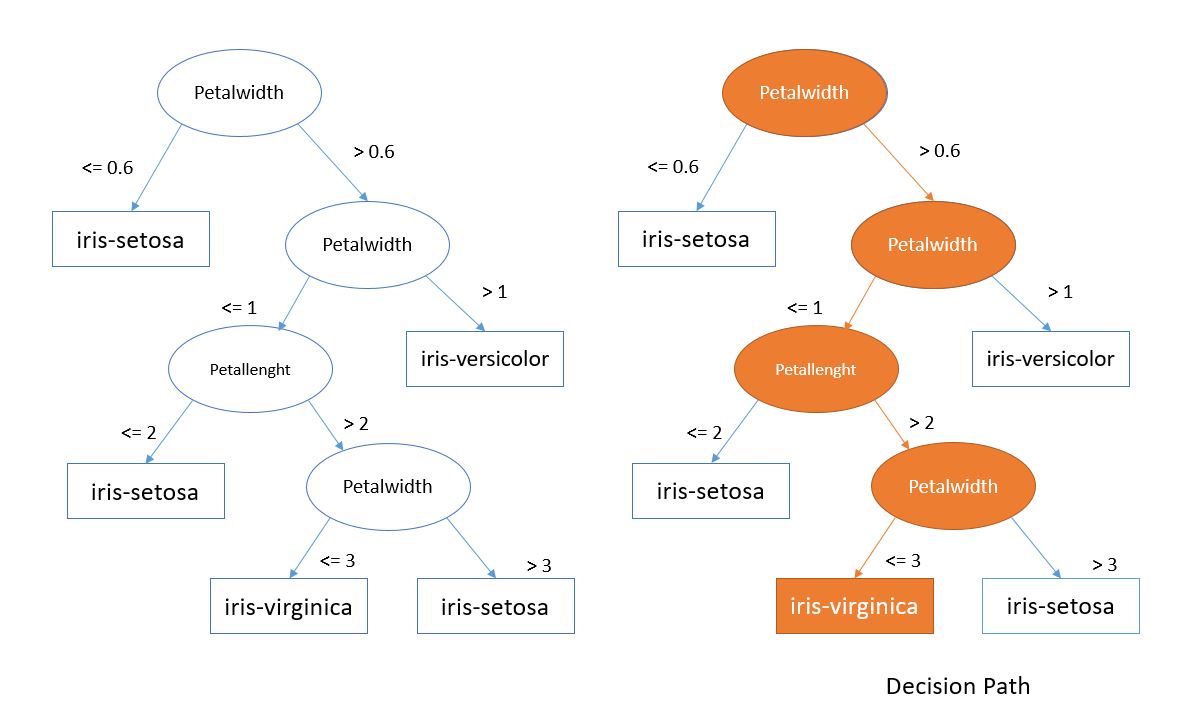 Petalwidth
<= 0.6
> 0.6
iris-setosa
Petalwidth
<= 1
> 1
Petallenght
iris-versicolor
<= 2
> 2
iris-setosa
Petalwidth
<= 3
> 3
iris-virginica
iris-setosa
Petalwidth
<= 0.6
> 0.6
iris-setosa
Petalwidth
<= 1
> 1
Petallenght
iris-versicolor
<= 2
> 2
iris-setosa
Petalwidth
<= 3
> 3
iris-virginica
iris-setosa
Decision Path